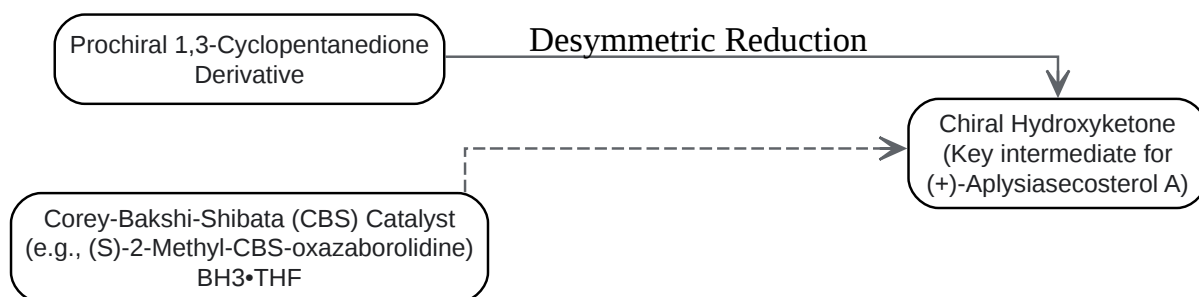 Prochiral 1,3-Cyclopentanedione
Derivative
Desymmetric Reduction
Chiral Hydroxyketone
(Key intermediate for
(+)-Aplysiasecosterol A)
Corey-Bakshi-Shibata (CBS) Catalyst
(e.g., (S)-2-Methyl-CBS-oxazaborolidine)
BH3•THF